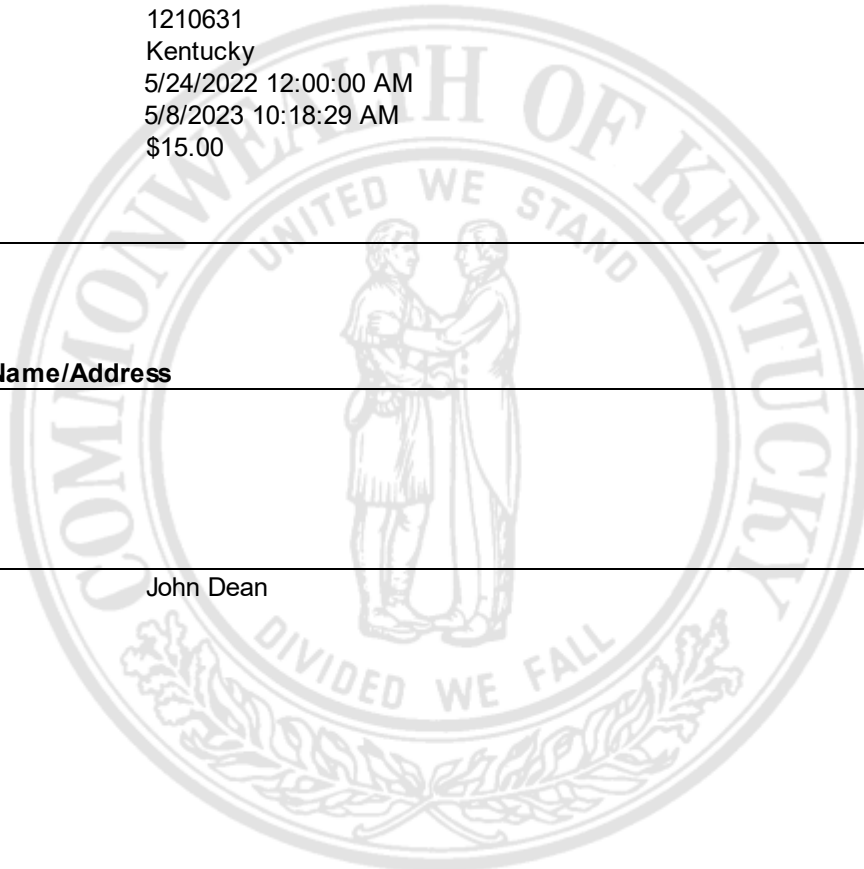 1210631
Kentucky
5/24/2022 12:00:00 AM
5/8/2023 10:18:29 AM
$15.00
COMMONWEALTH OF KENTUCKY
UNITED WE STAND
Name/Address
John Dean
DIVIDED WE FALL